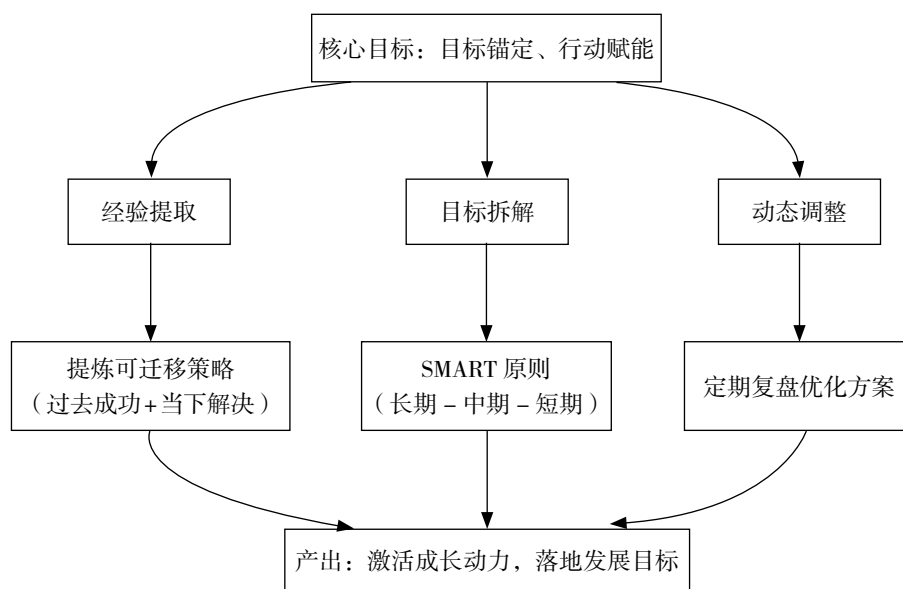 核心目标：目标锚定、行动赋能
经验提取
目标拆解
动态调整
提炼可迁移策略
（过去成功+当下解决）
SMART 原则
（长期－中期－短期）
定期复盘优化方案
产出：激活成长动力，落地发展目标